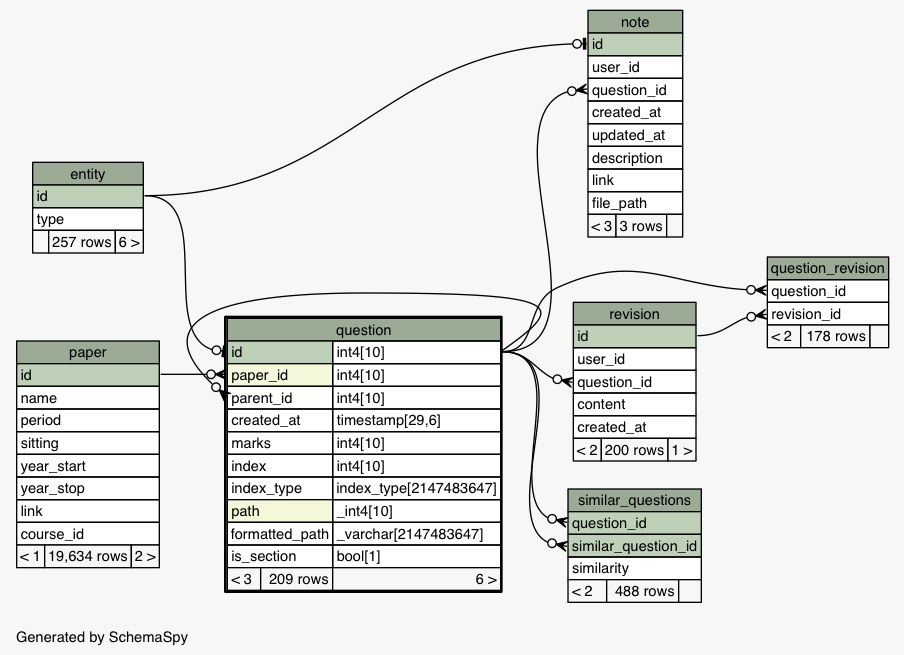 note
id
user_id
question_id
created_at
updated_at
description
link
file_path
< 3 3 rows
entity
id
type
257 rows 6 >
question_revision
question_id
revision_id
< 2 178 rows
revision
id
user_id
question_id
content
created_at
< 2 200 rows 1 >
question
id int4[10]
paper_id int4[10]
parent_id int4[10]
created_at timestamp[29,6]
marks int4[10]
index int4[10]
index_type index_type[2147483647]
path _int4[10]
formatted_path _varchar[2147483647]
is_section bool[1]
< 3 209 rows 6 >
paper
id
name
period
sitting
year_start
year_stop
link
course_id
< 1 19,634 rows 2 >
similar_questions
question_id
similar_question_id
similarity
< 2 488 rows
Generated by SchemaSpy